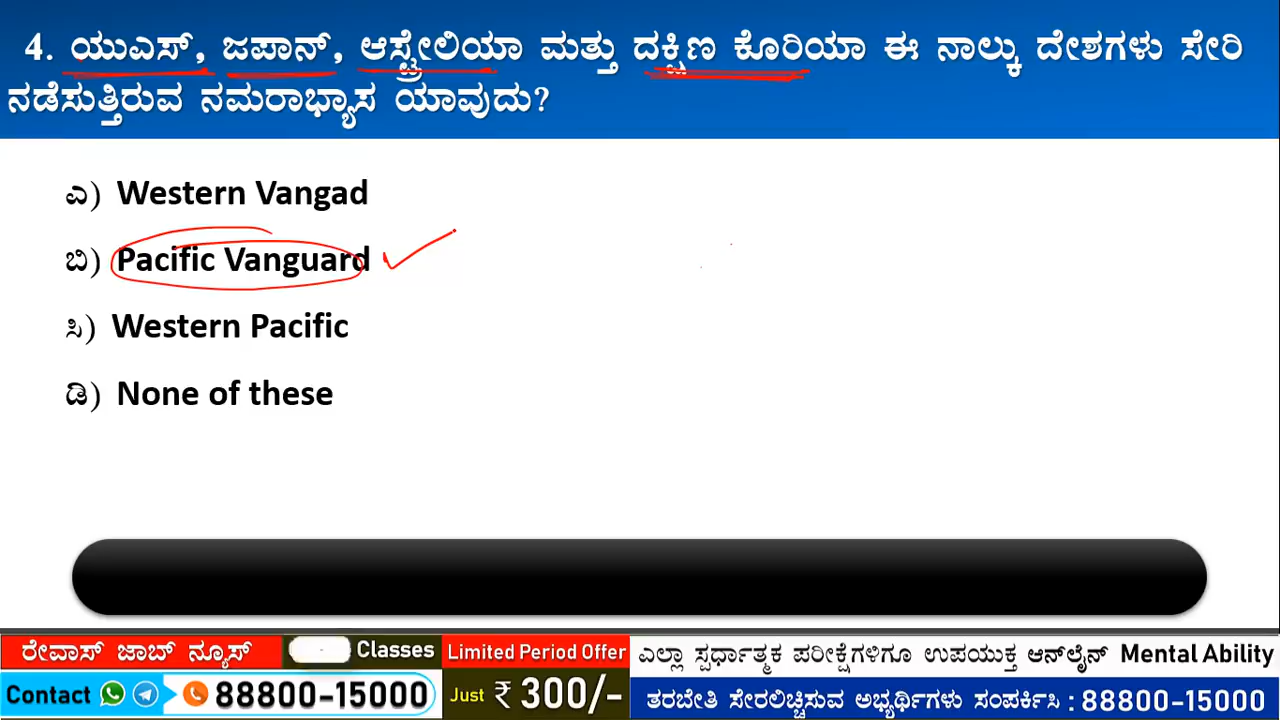 4. ಯುಎಸ್, ಜಪಾನ್, ಆಸ್ಟ್ರೇಲಿಯಾ ಮತ್ತು ದಕ್ಷಿಣ ಕೊರಿಯಾ ಈ ನಾಲ್ಕು ದೇಶಗಳು ಸೇರಿ
ನಡೆಸುತ್ತಿರುವ ನಮರಾಭ್ಯಾಸ ಯಾವುದು?
ಎ) Western Vangad
ಬಿ) Pacific Vanguard
ಸಿ) Western Pacific
ಡಿ) None of these
ರೇವಾಸ್ ಜಾಬ್ ನ್ಯೂಸ್ Classes Limited Period Offer ಎಲ್ಲಾ ಸ್ಪರ್ಧಾತ್ಮಕ ಪರೀಕ್ಷೆಗಳಿಗೂ ಉಪಯುಕ್ತ ಆನ್‌ಲೈನ್ Mental Ability
Contact 88800-15000 Just ₹ 300/- ತರಬೇತಿ ಸೇರಲಿಚ್ಚಿಸುವ ಅಭ್ಯರ್ಥಿಗಳು ಸಂಪರ್ಕಿಸಿ : 88800-15000